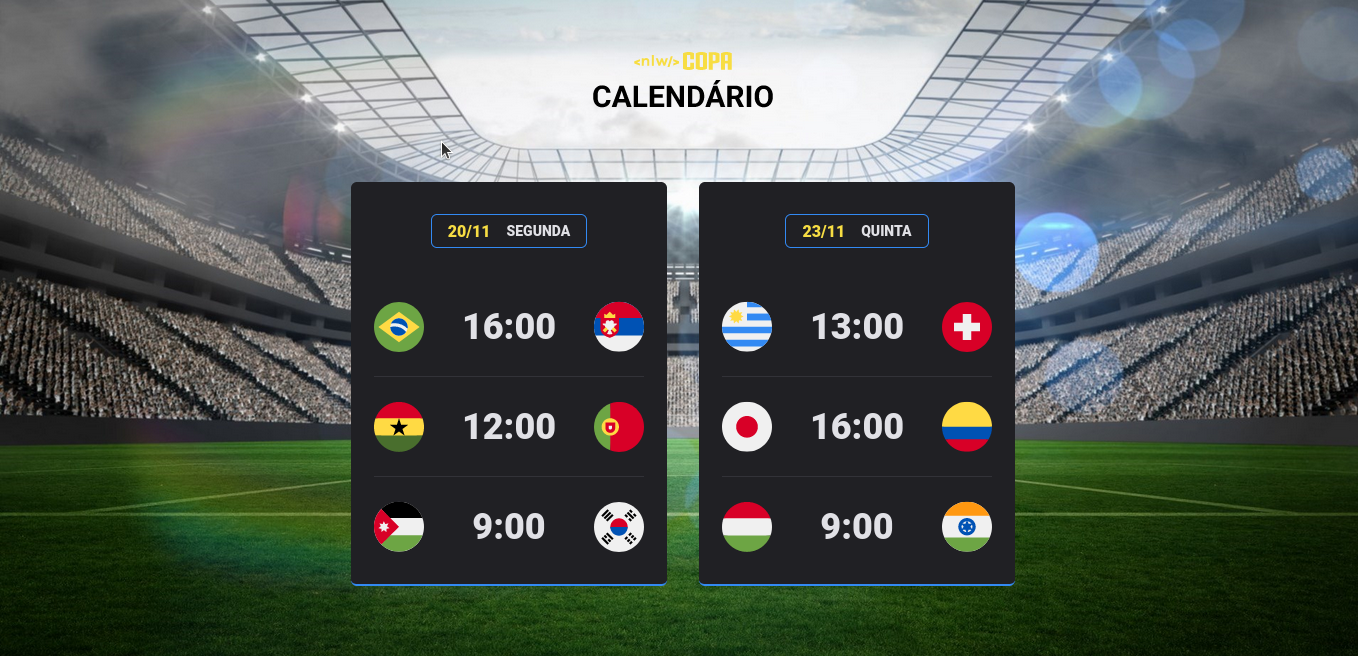 <nlw/> COPA
CALENDÁRIO
20/11 SEGUNDA
16:00
12:00
9:00
23/11 QUINTA
13:00
16:00
9:00